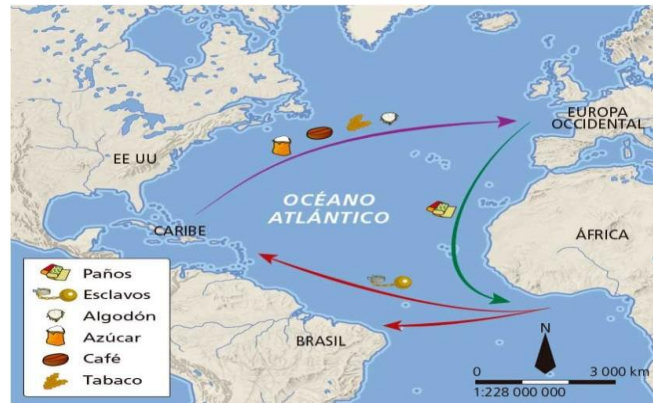 EE UU
EUROPA
OCCIDENTAL
OCÉANO
ATLÁNTICO
CARIBE
ÁFRICA
BRASIL
Paños
Esclavos
Algodón
Azúcar
Café
Tabaco
N
0 3 000 km
1:228 000 000